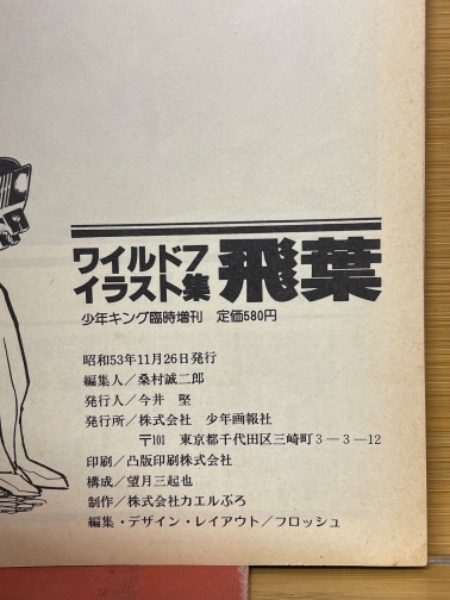 ワイルド7
イラスト集 飛葉
少年キング臨時増刊 定価580円
昭和53年11月26日発行
編集人／桑村誠二郎
発行人／今井 堅
発行所／株式会社 少年画報社
〒101 東京都千代田区三崎町3―3―12
印刷／凸版印刷株式会社
構成／望月三起也
制作／株式会社カエルぷろ
編集・デザイン・レイアウト／フロッシュ